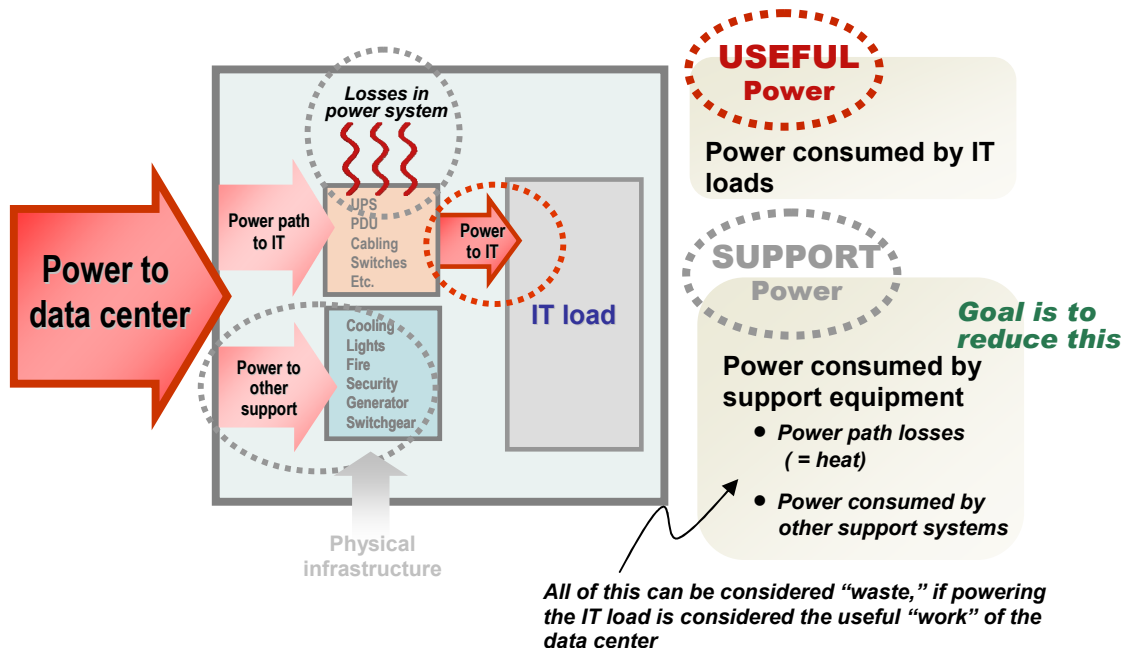 Losses in
power system
Power to
data center
Power path
to IT
UPS
PDU
Cabling
Switches
Etc.
Power
to IT
IT load
Power to
other
support
Cooling
Lights
Fire
Security
Generator
Switchgear
Physical
infrastructure
USEFUL
Power
Power consumed by IT
loads
SUPPORT
Power
Goal is to
reduce this
Power consumed by
support equipment
• Power path losses
( = heat)
• Power consumed by
other support systems
All of this can be considered “waste,” if powering
the IT load is considered the useful “work” of the
data center